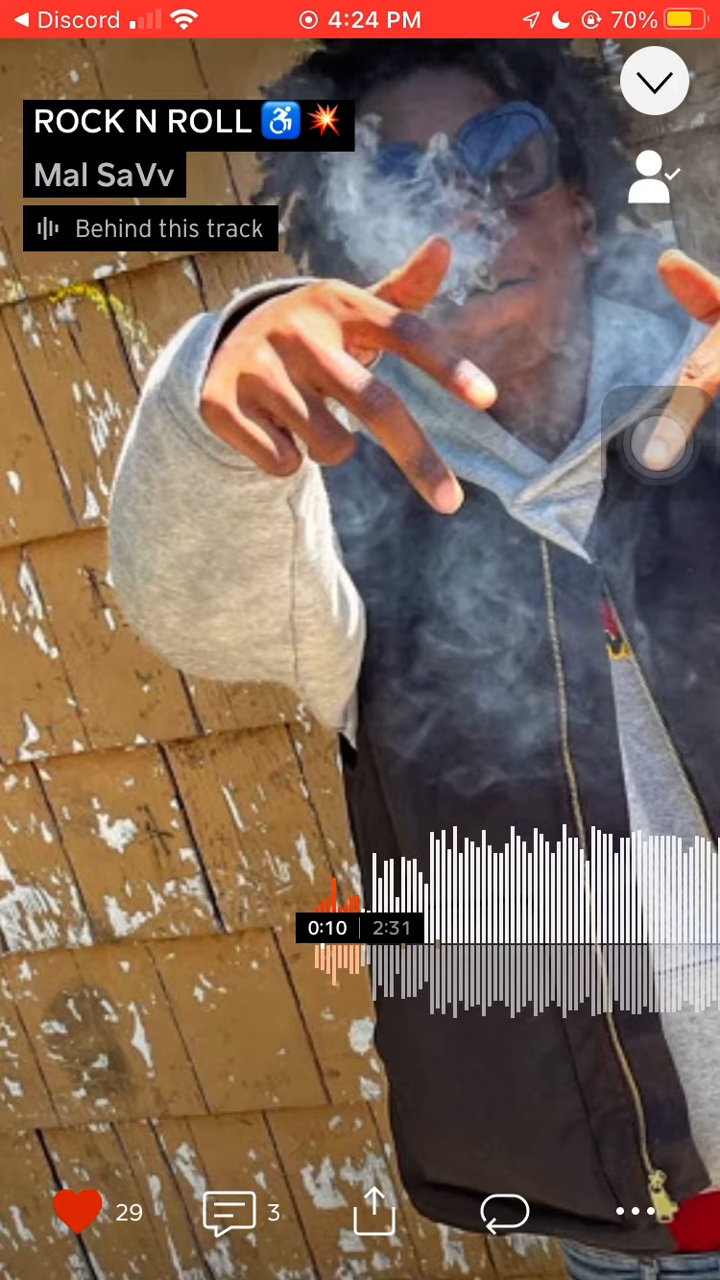 Discord 4:24 PM 70%
ROCK N ROLL ♿💥
Mal SaVv
Behind this track
0:10 2:31
29 3